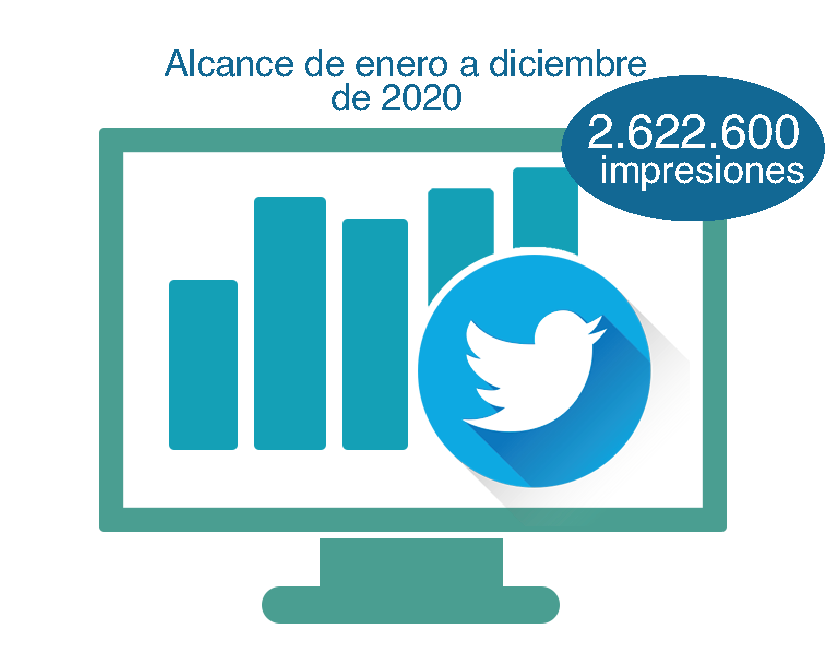 Alcance de enero a diciembre
de 2020
2.622.600
impresiones